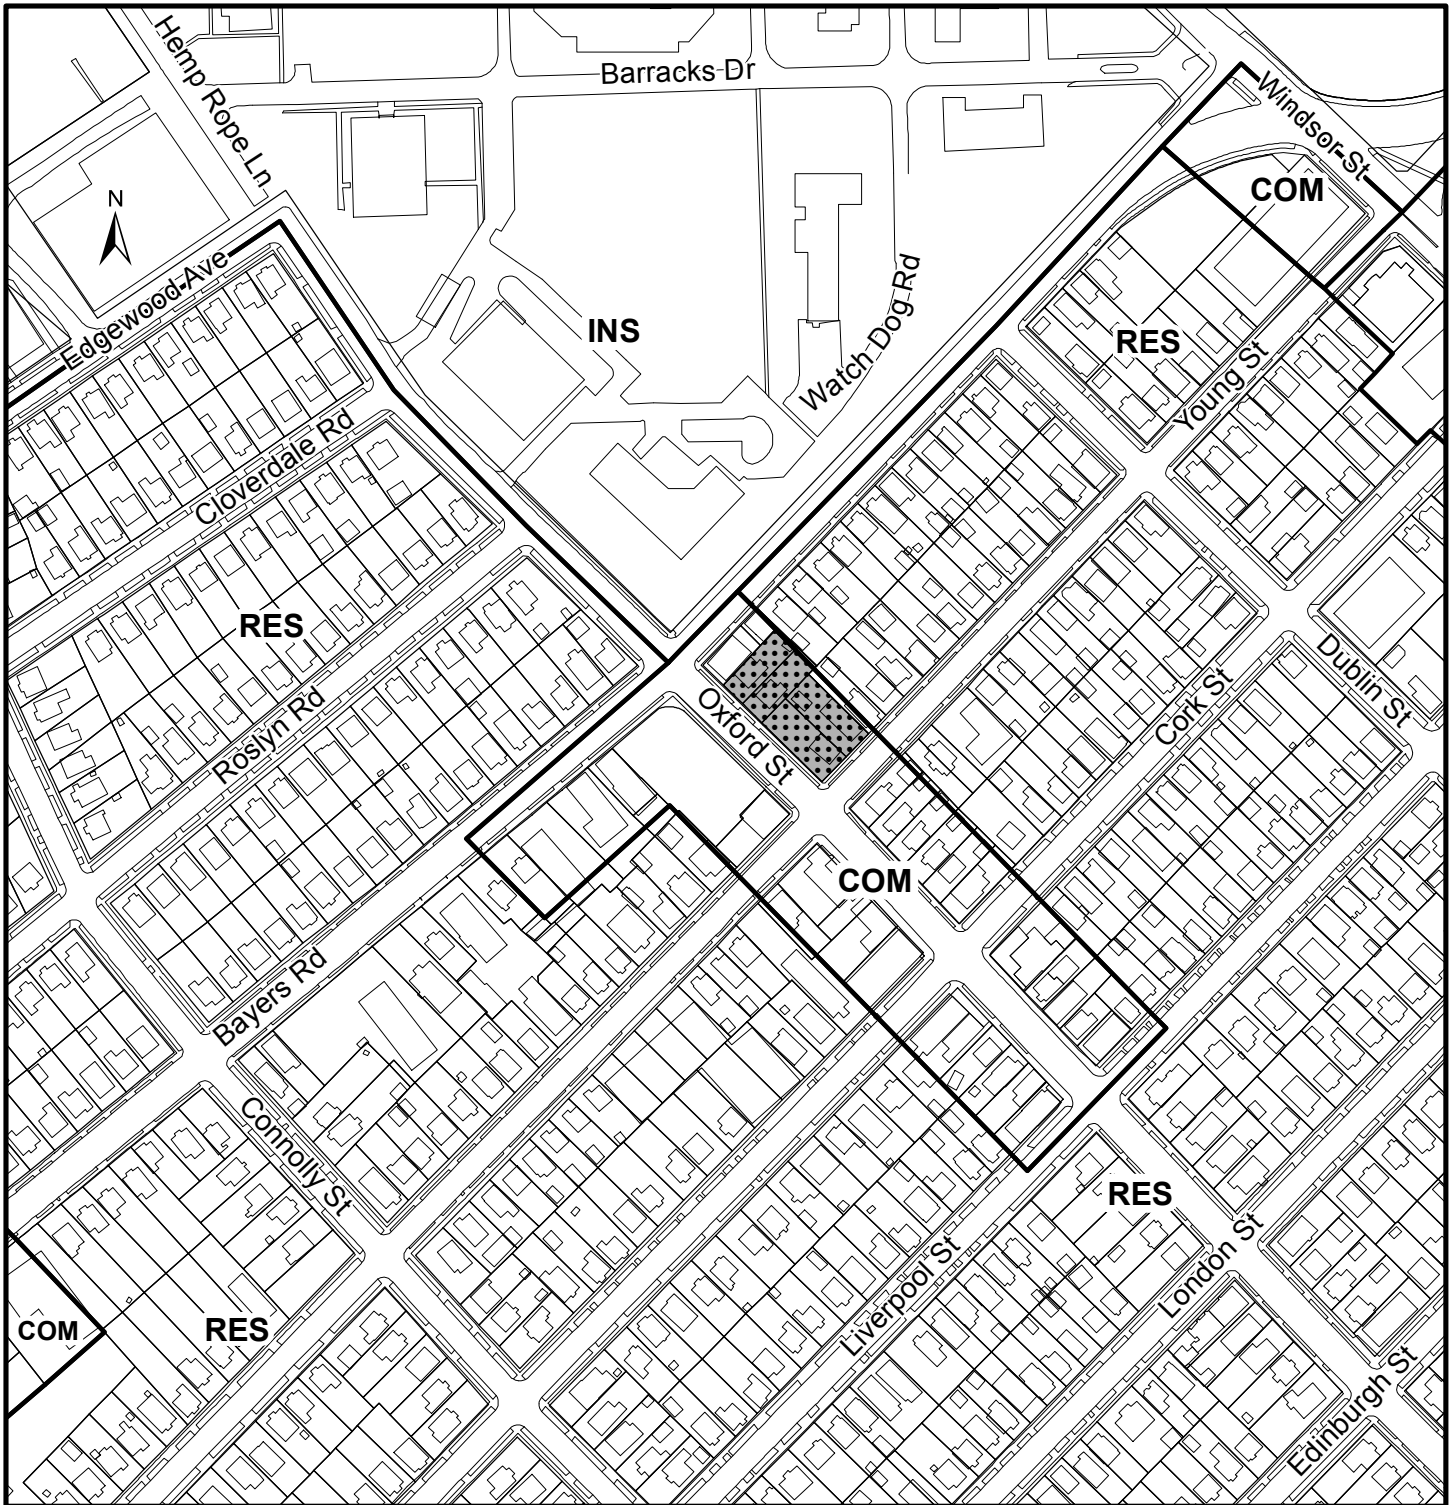 Hemp Rope Ln
Barracks Dr
Windsor St
COM
N
Edgewood Ave
INS
Watch Dog Rd
RES
Young St
Cloverdale Rd
RES
Roslyn Rd
Oxford St
Cork St
Dublin St
COM
Bayers Rd
Connolly St
RES
Liverpool St
London St
COM
RES
Edinburgh St